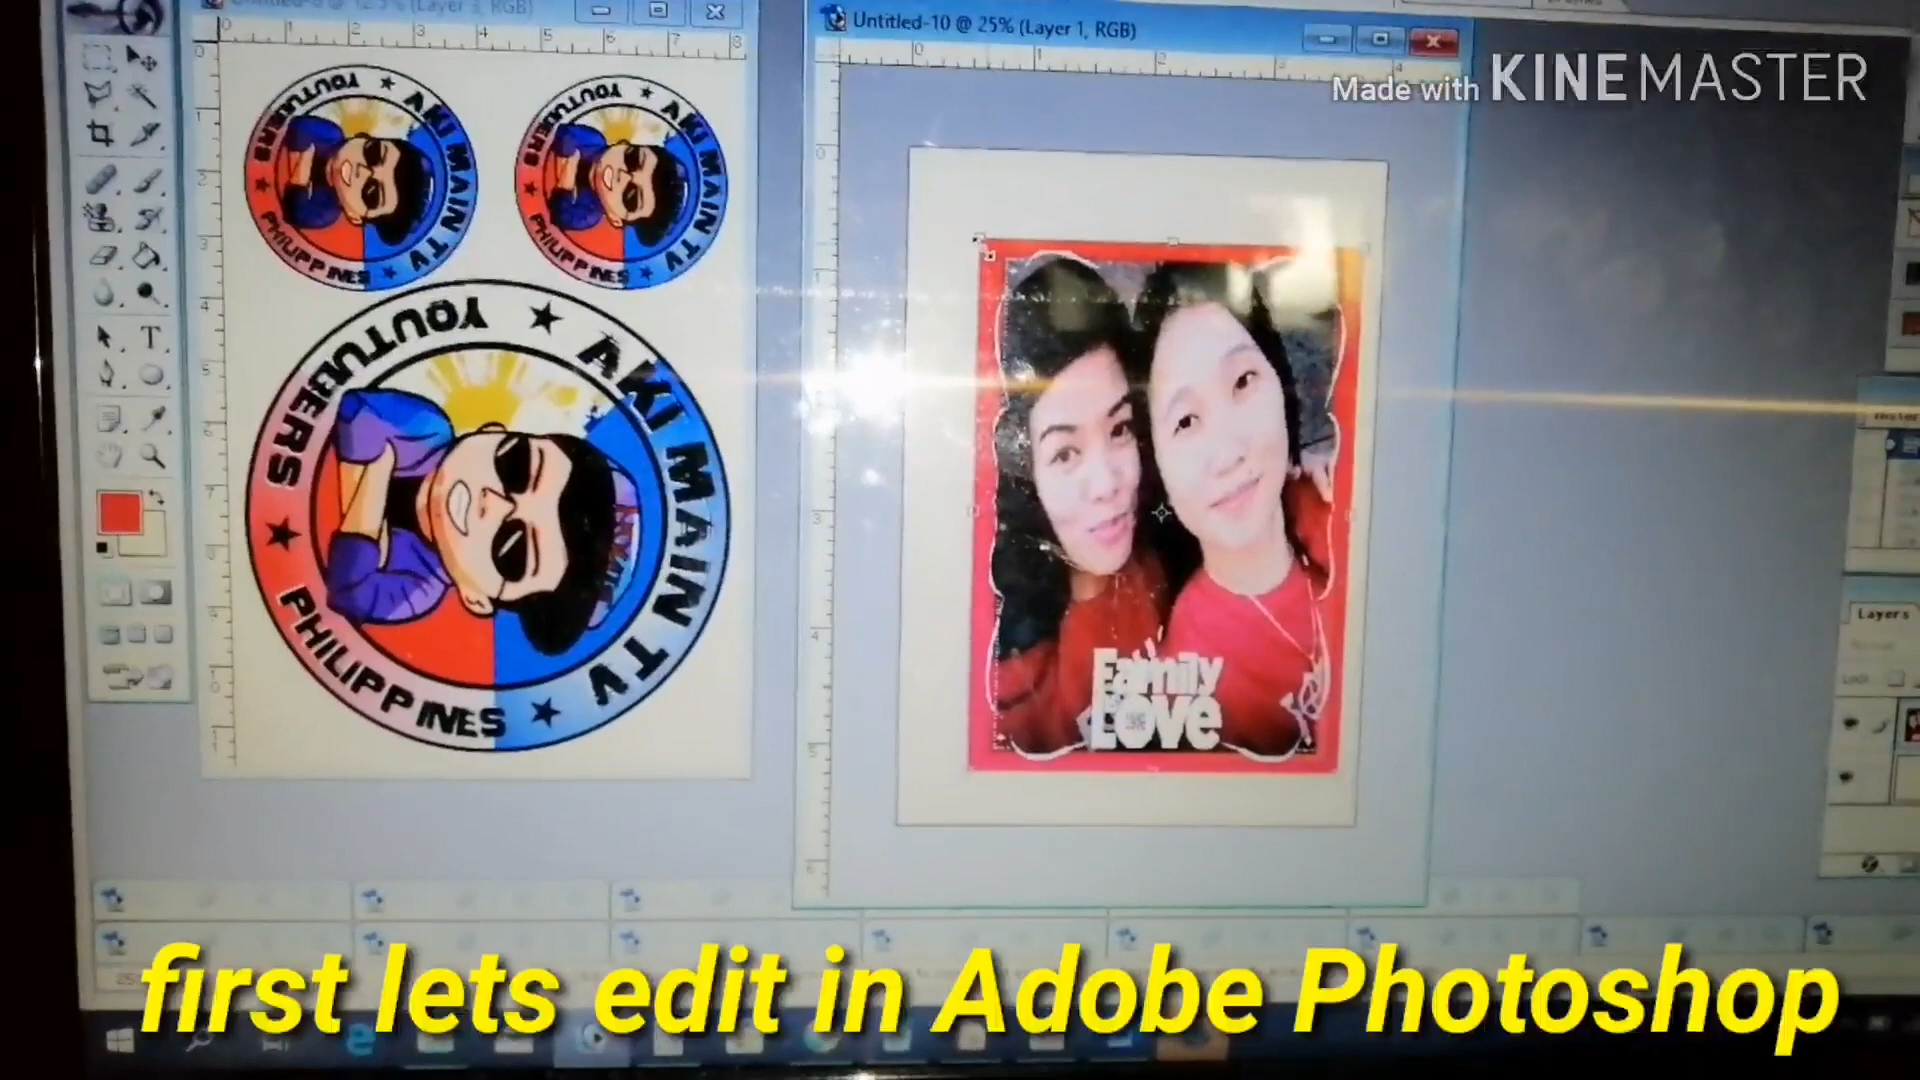 Untitled-10 @ 25% (Layer 1, RGB)
Made with KINEMASTER
YOUTUBERS ★ AKI MAIN TV ★ PHILIPPINES ★
YOUTUBERS ★ AKI MAIN TV ★ PHILIPPINES ★
YOUTUBERS ★ AKI MAIN TV ★ PHILIPPINES ★
Family
Love
Layers
first lets edit in Adobe Photoshop